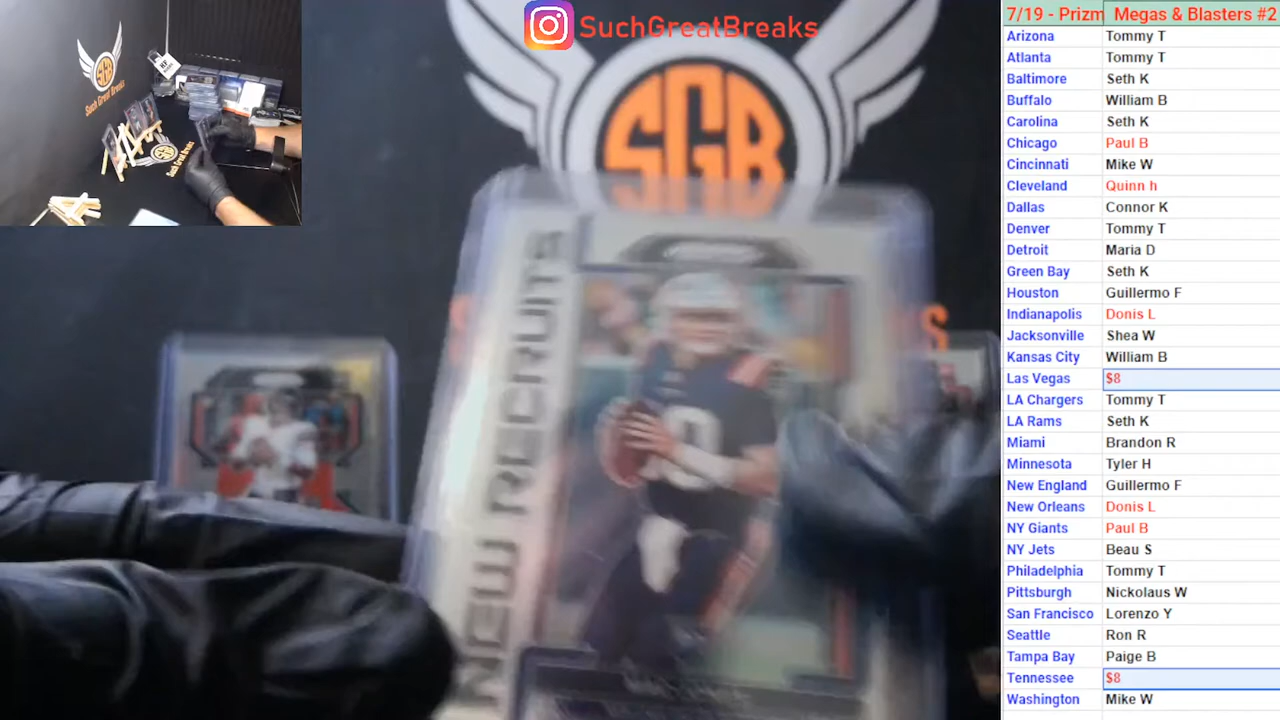 SuchGreatBreaks
SGB
Such Great Breaks
NEW RECRUITS
7/19 - Prizm Megas & Blasters #2
Arizona Tommy T
Atlanta Tommy T
Baltimore Seth K
Buffalo William B
Carolina Seth K
Chicago Paul B
Cincinnati Mike W
Cleveland Quinn h
Dallas Connor K
Denver Tommy T
Detroit Maria D
Green Bay Seth K
Houston Guillermo F
Indianapolis Donis L
Jacksonville Shea W
Kansas City William B
Las Vegas $8
LA Chargers Tommy T
LA Rams Seth K
Miami Brandon R
Minnesota Tyler H
New England Guillermo F
New Orleans Donis L
NY Giants Paul B
NY Jets Beau S
Philadelphia Tommy T
Pittsburgh Nickolaus W
San Francisco Lorenzo Y
Seattle Ron R
Tampa Bay Paige B
Tennessee $8
Washington Mike W